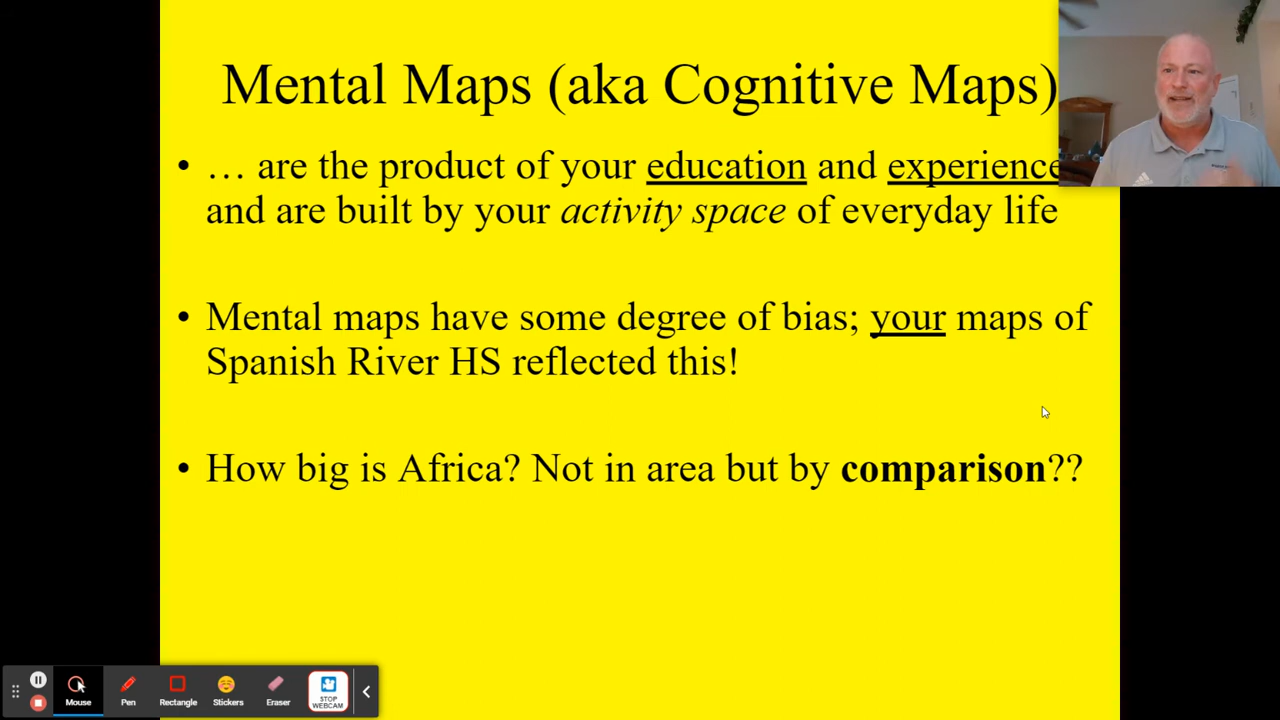 Mental Maps (aka Cognitive Maps)
• … are the product of your education and experience
and are built by your activity space of everyday life
• Mental maps have some degree of bias; your maps of
Spanish River HS reflected this!
• How big is Africa? Not in area but by comparison??
Mouse
Pen
Rectangle
Stickers
Eraser
STOP
WEBCAM